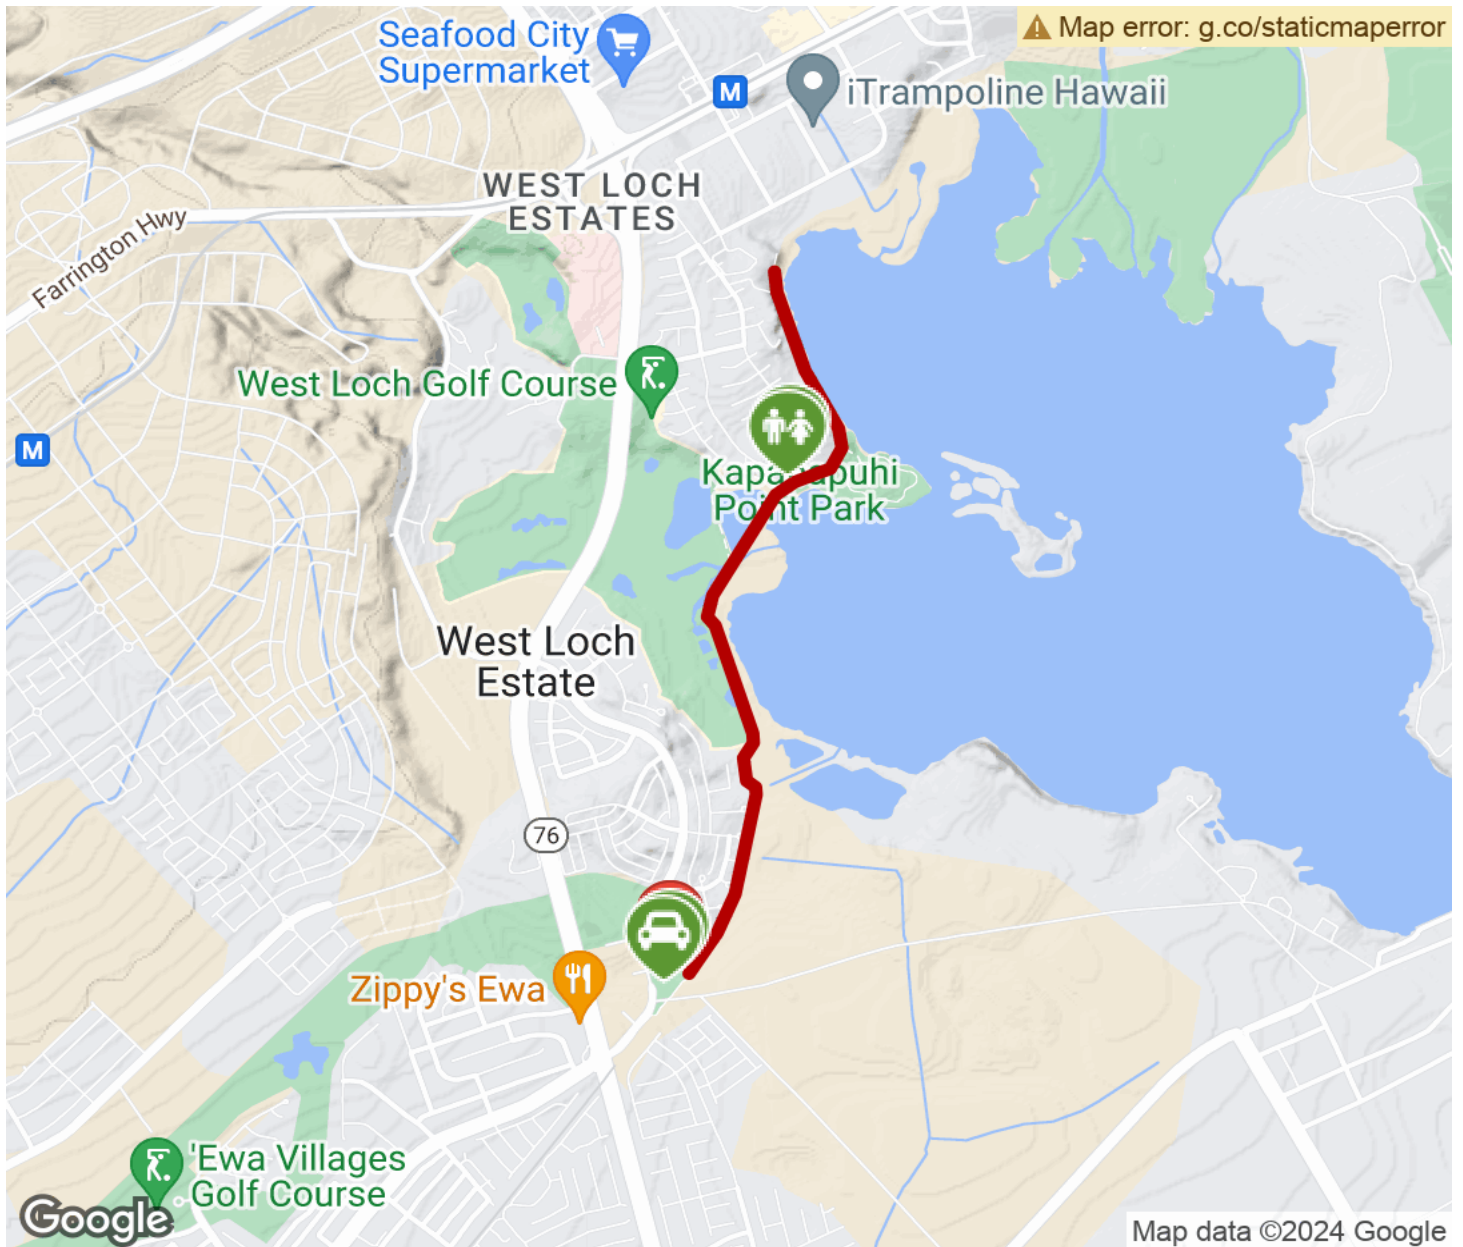 Seafood City
Supermarket
Map error: g.co/staticmaperror
M
iTrampoline Hawaii
WEST LOCH
ESTATES
Farrington Hwy
West Loch Golf Course
M
Point Park
West Loch
Estate
76
Zippy's Ewa
'Ewa Villages
Golf Course
Google
Map data ©2024 Google